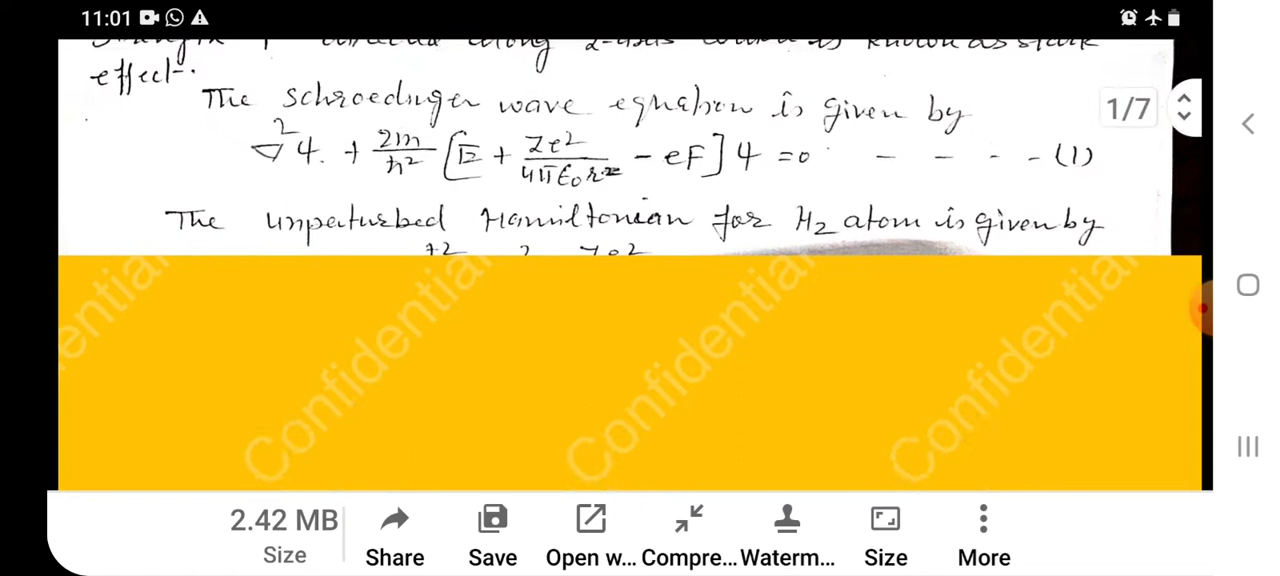 11:01
effect-.
The schroedinger wave equation is given by
∇²ψ. + 2m/ħ² [E + Ze²/4πε₀r - eF] ψ = 0 - - - - (1)
1/7
The unperturbed Hamiltonian for H₂ atom is given by
Confidential
Confidential
Confidential
2.42 MB
Size
Share
Save
Open w...
Compre...
Waterm...
Size
More